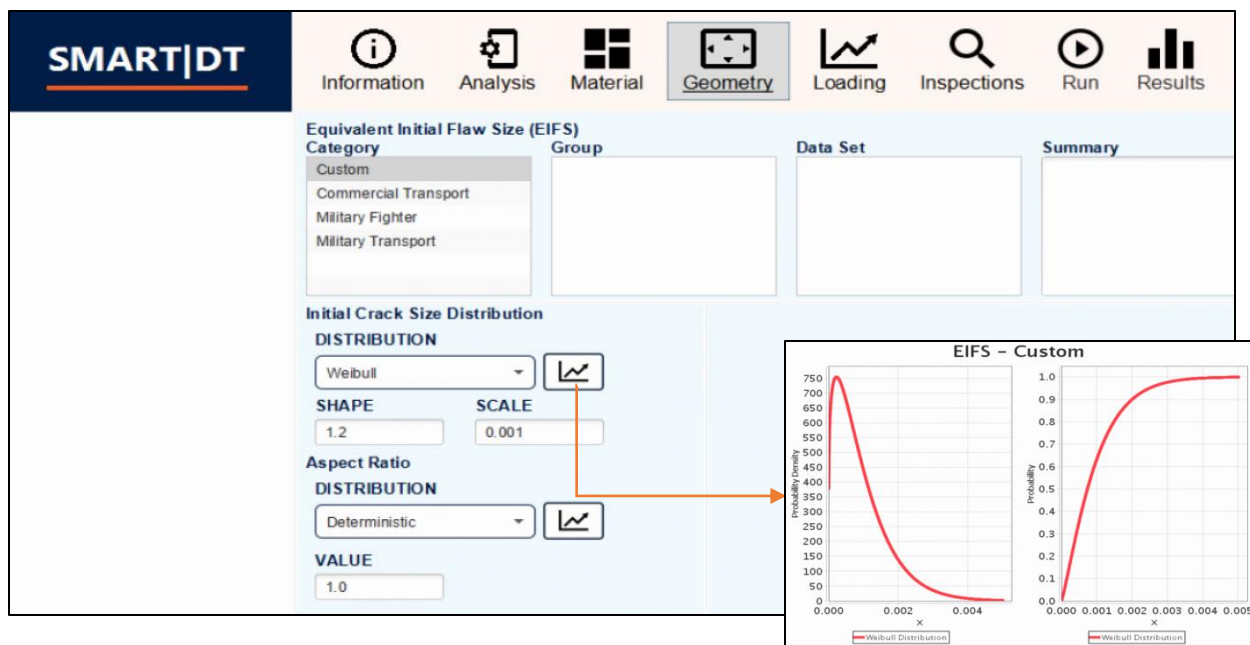 SMART|DT
Information Analysis Material Geometry Loading Inspections Run Results
Equivalent Initial Flaw Size (EIFS)
Category Group Data Set Summary
Custom
Commercial Transport
Military Fighter
Military Transport
Initial Crack Size Distribution
DISTRIBUTION
Weibull
SHAPE SCALE
1.2 0.001
Aspect Ratio
DISTRIBUTION
Deterministic
VALUE
1.0
EIFS - Custom
Probability Density
750
700
650
600
550
500
450
400
350
300
250
200
150
100
50
0
0.000 0.002 0.004
x
Weibull Distribution
Probability
1.0
0.9
0.8
0.7
0.6
0.5
0.4
0.3
0.2
0.1
0.0
0.000 0.001 0.002 0.003 0.004 0.005
x
Weibull Distribution